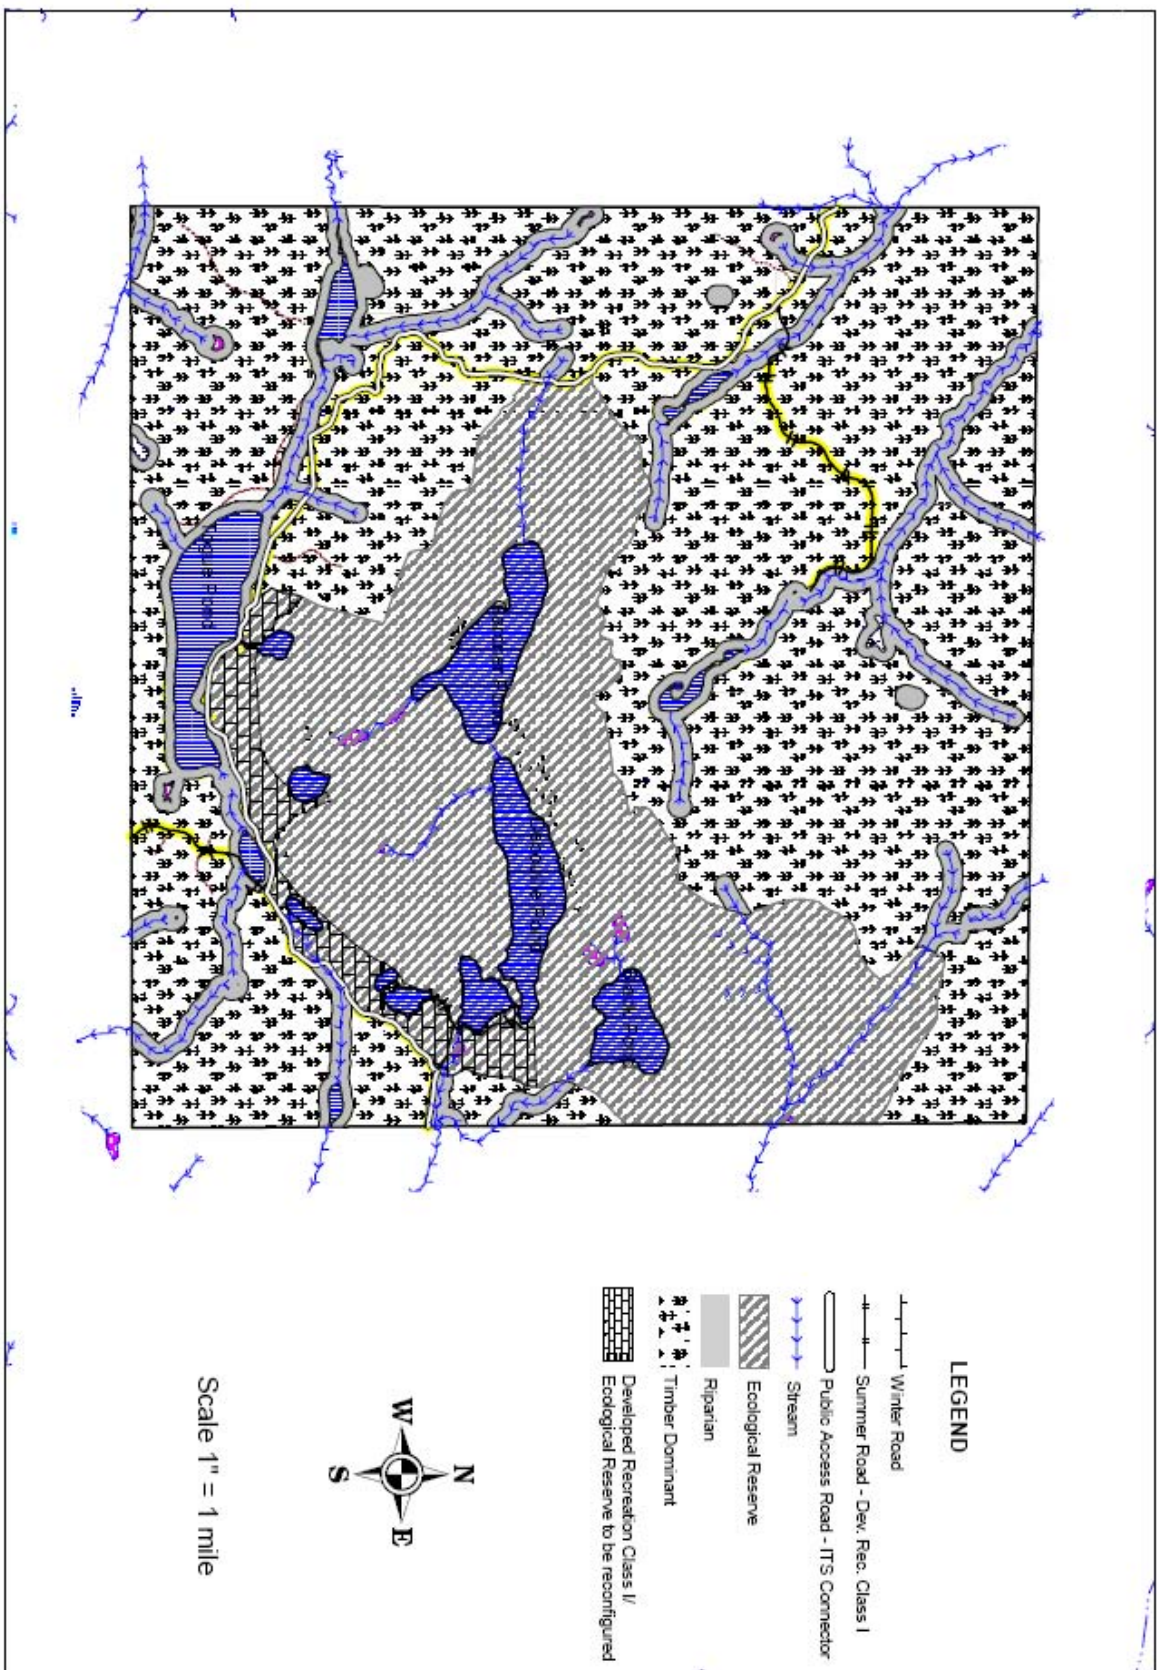 LEGEND
Winter Road
Summer Road - Dev. Rec. Class I
Public Access Road - ITS Connector
Stream
Ecological Reserve
Riparian
Timber Dominant
Developed Recreation Class I/
Ecological Reserve to be reconfigured
N
W
E
S
Scale 1" = 1 mile